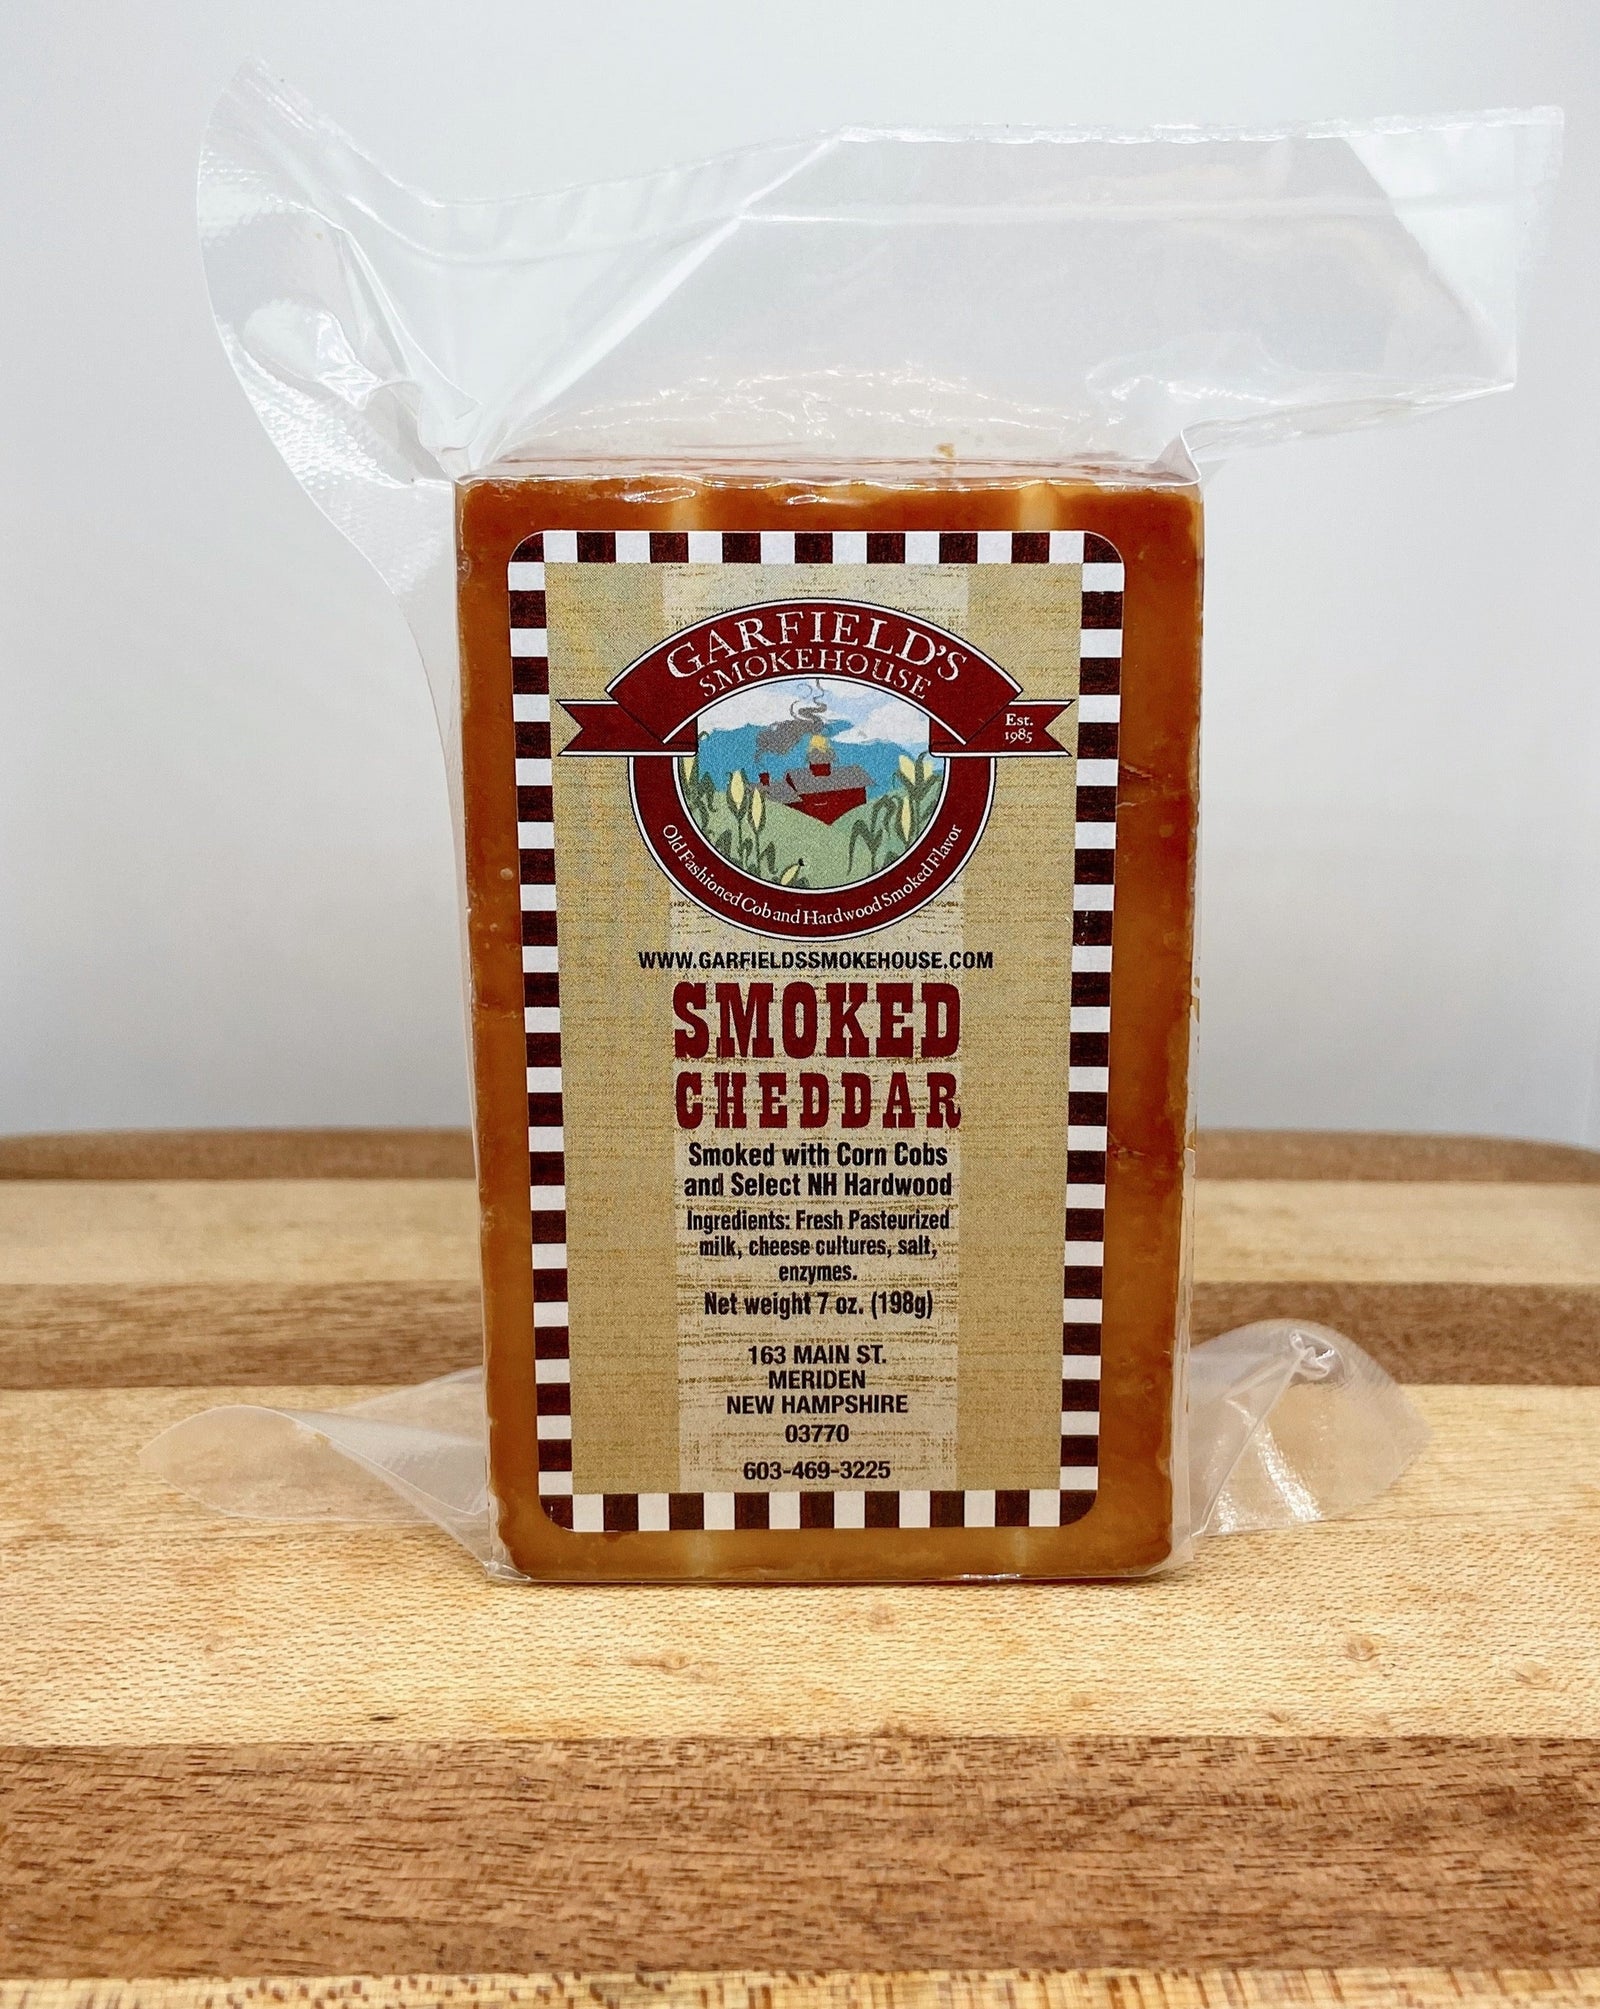 GARFIELD'S
SMOKEHOUSE
Est.
1985
Old Fashioned Cob and Hardwood Smoked Flavor
WWW.GARFIELDSSMOKEHOUSE.COM
SMOKED
CHEDDAR
Smoked with Corn Cobs
and Select NH Hardwood
Ingredients: Fresh Pasteurized
milk, cheese cultures, salt,
enzymes.
Net weight 7 oz. (198g)
163 MAIN ST.
MERIDEN
NEW HAMPSHIRE
03770
603-469-3225